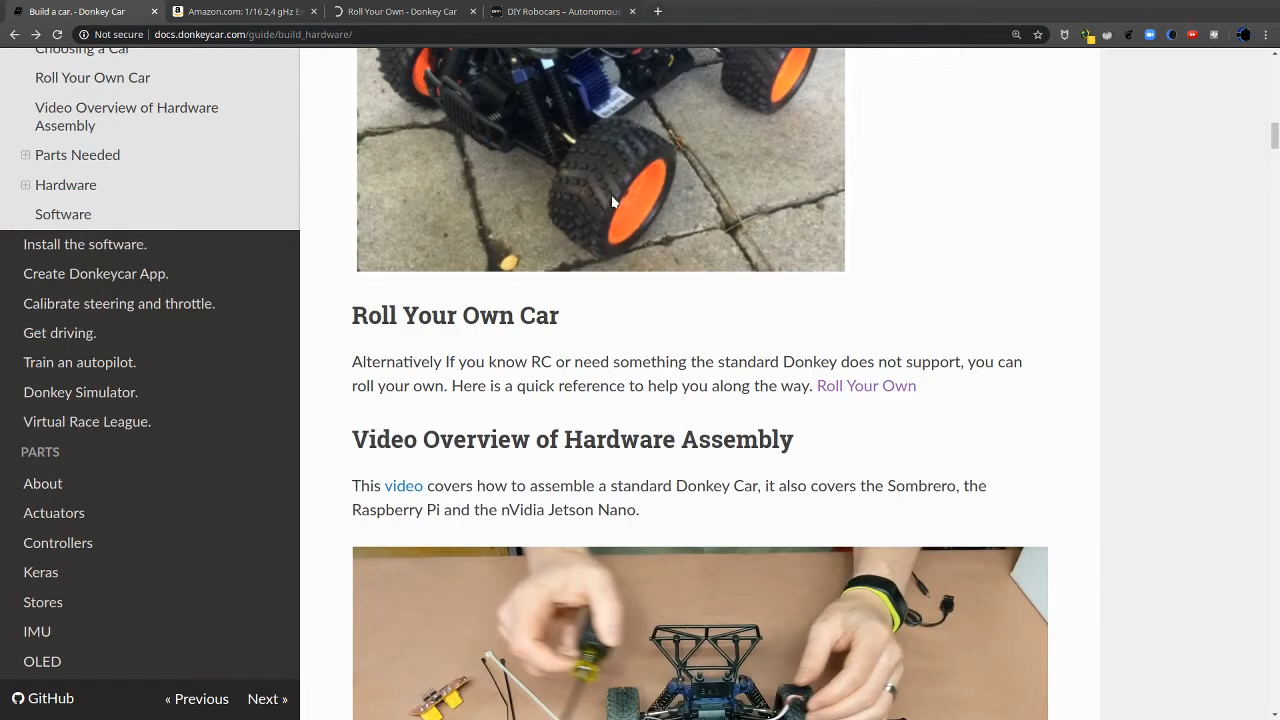 Build a car. - Donkey Car
Amazon.com: 1/16 2,4 gHz E
Roll Your Own - Donkey Car
DIY Robocars – Autonomous
Not secure
docs.donkeycar.com/guide/build_hardware/
Choosing a Car
Roll Your Own Car
Video Overview of Hardware
Assembly
Parts Needed
Hardware
Software
Install the software.
Create Donkeycar App.
Calibrate steering and throttle.
Get driving.
Train an autopilot.
Donkey Simulator.
Virtual Race League.
PARTS
About
Actuators
Controllers
Keras
Stores
IMU
OLED
GitHub
« Previous
Next »
Roll Your Own Car
Alternatively If you know RC or need something the standard Donkey does not support, you can
roll your own. Here is a quick reference to help you along the way. Roll Your Own
Video Overview of Hardware Assembly
This video covers how to assemble a standard Donkey Car, it also covers the Sombrero, the
Raspberry Pi and the nVidia Jetson Nano.